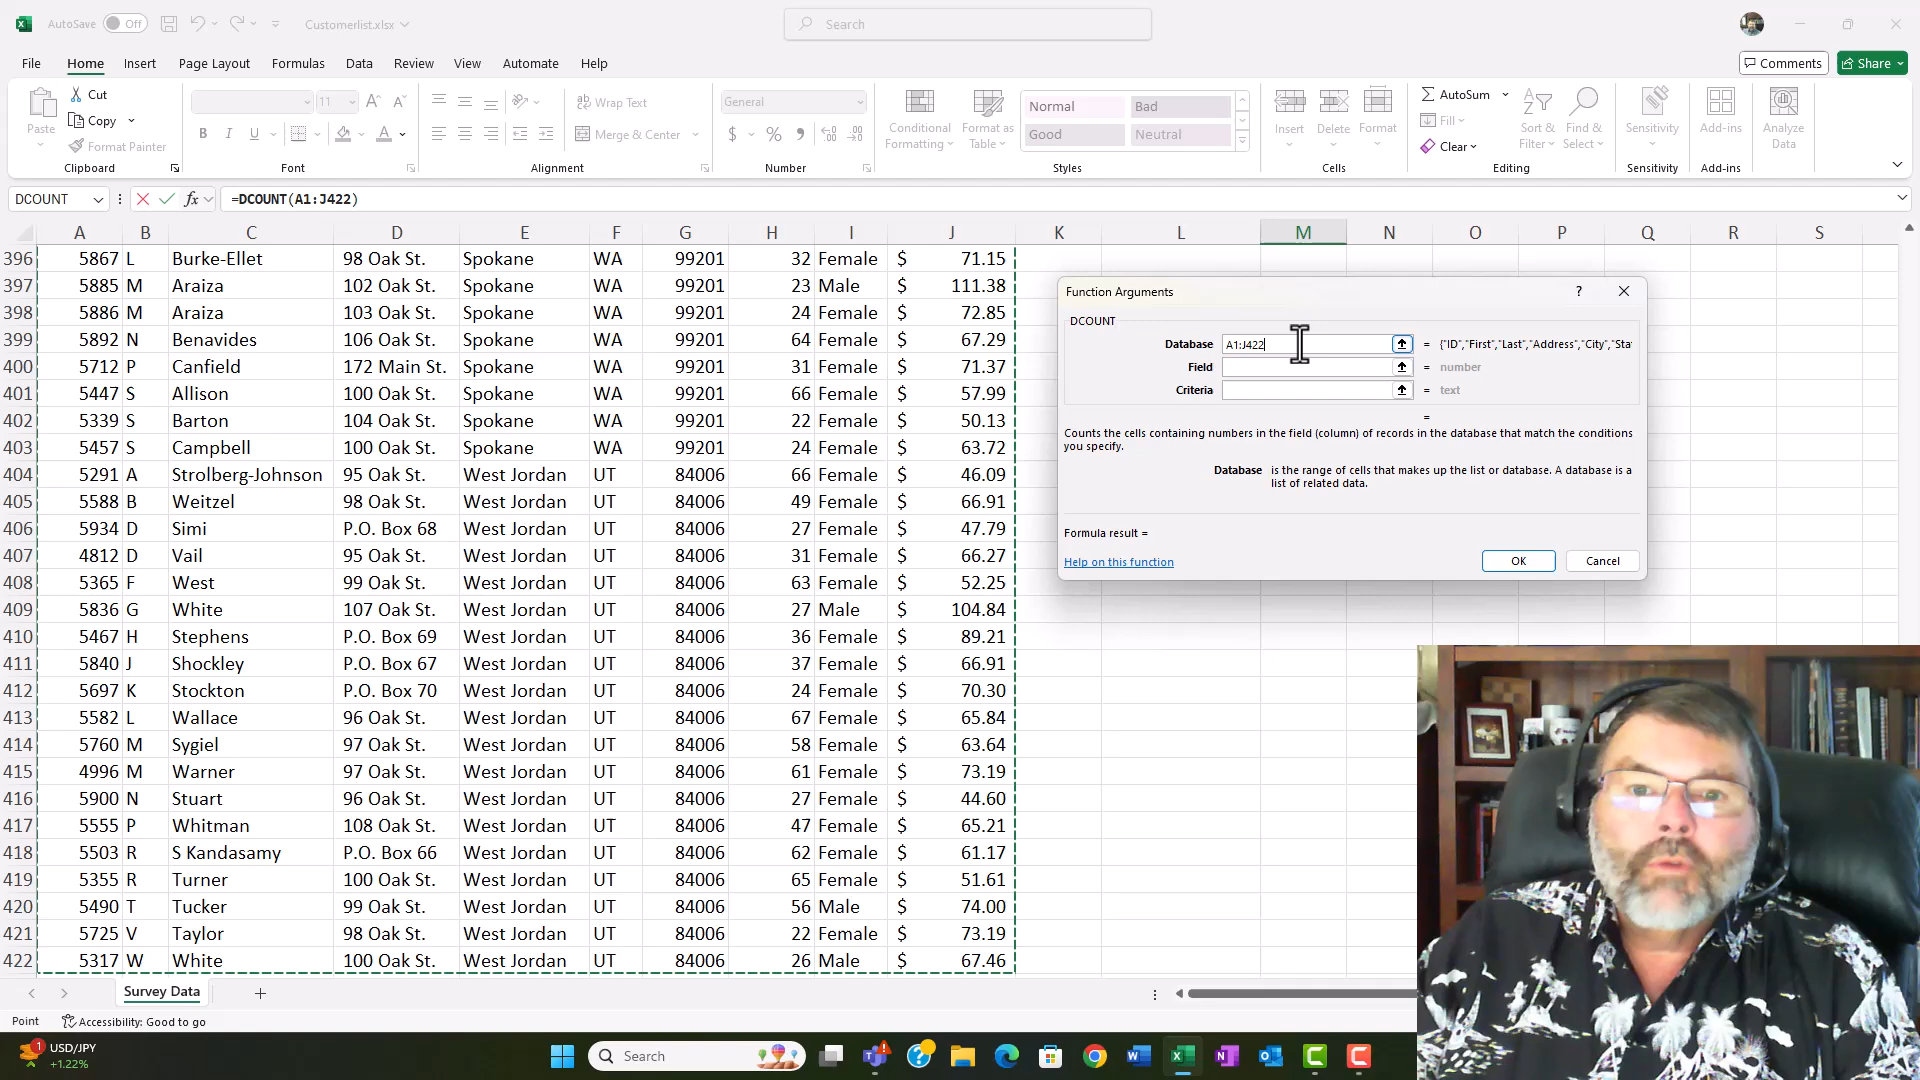 AutoSave Off Customerlist.xlsx Search
File Home Insert Page Layout Formulas Data Review View Automate Help Comments Share
Paste Cut Copy Format Painter 11 Wrap Text Merge & Center General $ % Conditional Formatting Format as Table Normal Bad Good Neutral Insert Delete Format AutoSum Fill Clear Sort & Filter Find & Select Sensitivity Add-ins Analyze Data
Clipboard Font Alignment Number Styles Cells Editing Sensitivity Add-ins
DCOUNT fx =DCOUNT(A1:J422)
A B C D E F G H I J K L M N O P Q R S
396 5867 L Burke-Ellet 98 Oak St. Spokane WA 99201 32 Female $ 71.15
397 5885 M Araiza 102 Oak St. Spokane WA 99201 23 Male $ 111.38
398 5886 M Araiza 103 Oak St. Spokane WA 99201 24 Female $ 72.85
399 5892 N Benavides 106 Oak St. Spokane WA 99201 64 Female $ 67.29
400 5712 P Canfield 172 Main St. Spokane WA 99201 31 Female $ 71.37
401 5447 S Allison 100 Oak St. Spokane WA 99201 66 Female $ 57.99
402 5339 S Barton 104 Oak St. Spokane WA 99201 22 Female $ 50.13
403 5457 S Campbell 100 Oak St. Spokane WA 99201 24 Female $ 63.72
404 5291 A Strolberg-Johnson 95 Oak St. West Jordan UT 84006 66 Female $ 46.09
405 5588 B Weitzel 98 Oak St. West Jordan UT 84006 49 Female $ 66.91
406 5934 D Simi P.O. Box 68 West Jordan UT 84006 27 Female $ 47.79
407 4812 D Vail 95 Oak St. West Jordan UT 84006 31 Female $ 66.27
408 5365 F West 99 Oak St. West Jordan UT 84006 63 Female $ 52.25
409 5836 G White 107 Oak St. West Jordan UT 84006 27 Male $ 104.84
410 5467 H Stephens P.O. Box 69 West Jordan UT 84006 36 Female $ 89.21
411 5840 J Shockley P.O. Box 67 West Jordan UT 84006 37 Female $ 66.91
412 5697 K Stockton P.O. Box 70 West Jordan UT 84006 24 Female $ 70.30
413 5582 L Wallace 96 Oak St. West Jordan UT 84006 67 Female $ 65.84
414 5760 M Sygiel 97 Oak St. West Jordan UT 84006 58 Female $ 63.64
415 4996 M Warner 97 Oak St. West Jordan UT 84006 61 Female $ 73.19
416 5900 N Stuart 96 Oak St. West Jordan UT 84006 27 Female $ 44.60
417 5555 P Whitman 108 Oak St. West Jordan UT 84006 47 Female $ 65.21
418 5503 R S Kandasamy P.O. Box 66 West Jordan UT 84006 62 Female $ 61.17
419 5355 R Turner 100 Oak St. West Jordan UT 84006 65 Female $ 51.61
420 5490 T Tucker 99 Oak St. West Jordan UT 84006 56 Male $ 74.00
421 5725 V Taylor 98 Oak St. West Jordan UT 84006 22 Female $ 73.19
422 5317 W White 100 Oak St. West Jordan UT 84006 26 Male $ 67.46
Function Arguments ?
DCOUNT
Database A1:J422 = {"ID","First","Last","Address","City","Sta
Field = number
Criteria = text
=
Counts the cells containing numbers in the field (column) of records in the database that match the conditions
you specify.
Database is the range of cells that makes up the list or database. A database is a
list of related data.
Formula result =
Help on this function OK Cancel
Survey Data
Point Accessibility: Good to go
1 USD/JPY
+1.22%
Search